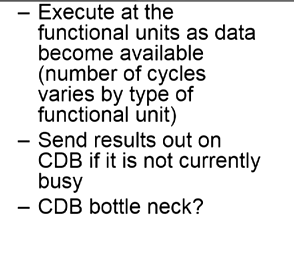 – Execute at the
functional units as data
become available
(number of cycles
varies by type of
functional unit)
– Send results out on
CDB if it is not currently
busy
– CDB bottle neck?